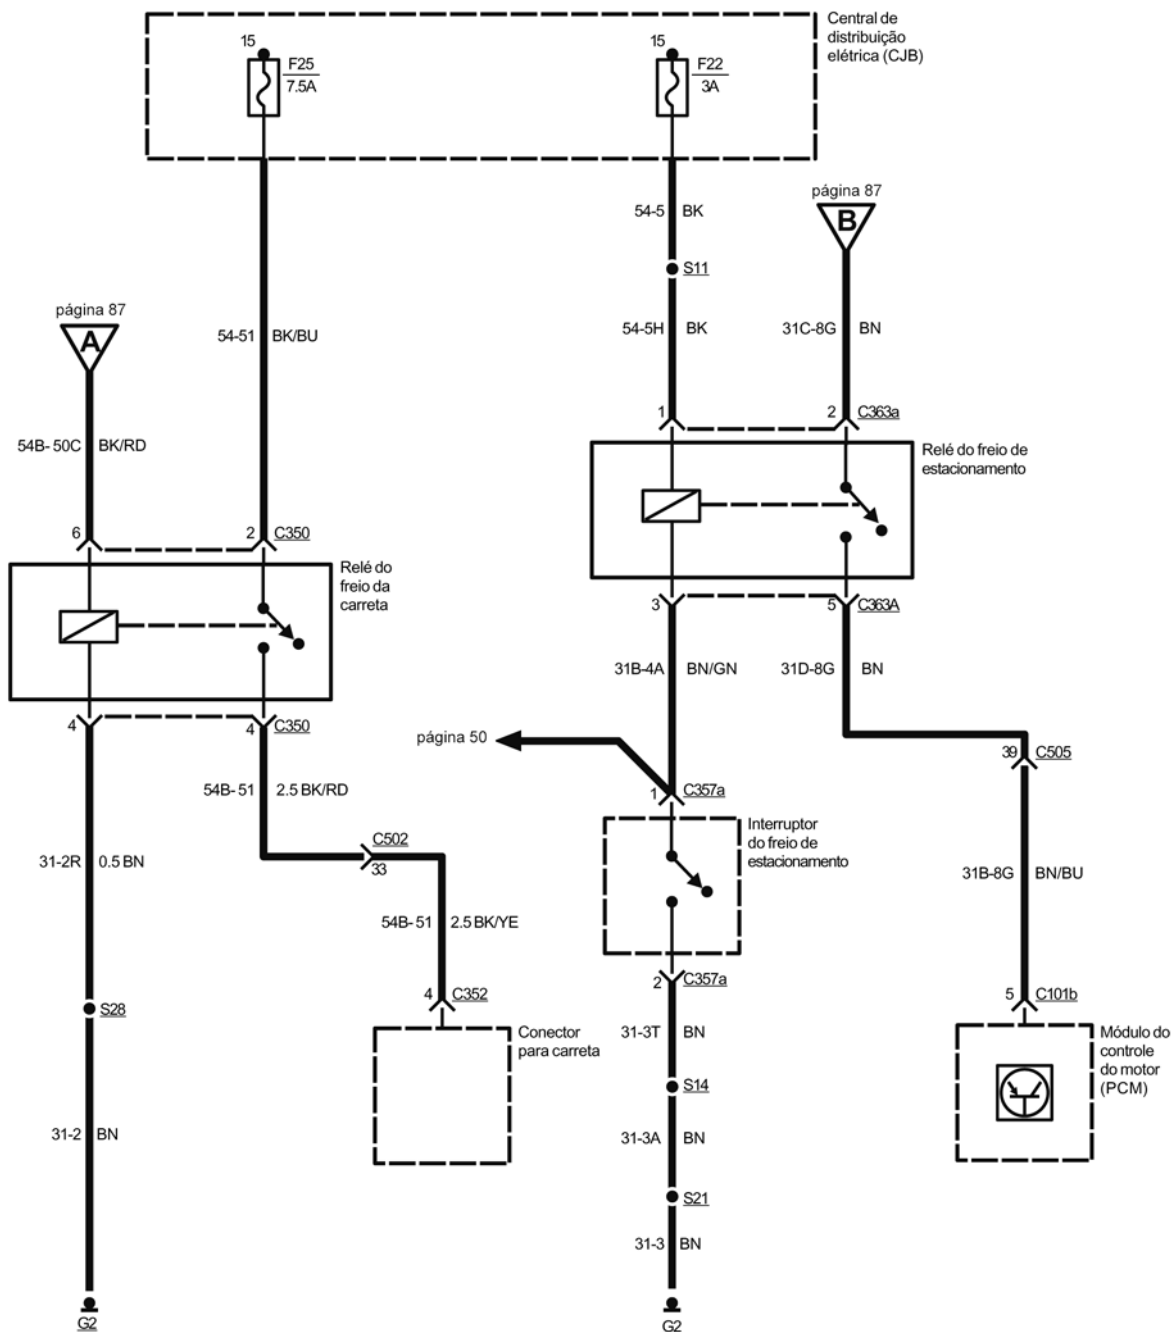 Central de
distribuição
elétrica (CJB)
15
F25
7.5A
15
F22
3A
página 87
B
54-5 BK
S11
página 87
A
54-51 BK/BU
54-5H BK
31C-8G BN
1
2
C363a
54B- 50C BK/RD
Relé do freio de
estacionamento
6
2
C350
Relé do
freio da
carreta
3
5
C363A
31B-4A BN/GN
31D-8G BN
4
4
C350
página 50
39
C505
54B- 51 2.5 BK/RD
1
C357a
Interruptor
do freio de
estacionamento
C502
33
31-2R 0.5 BN
31B-8G BN/BU
54B- 51 2.5 BK/YE
2
C357a
4
C352
5
C101b
S28
Conector
para carreta
31-3T BN
Módulo do
controle
do motor
(PCM)
S14
31-2 BN
31-3A BN
S21
31-3 BN
G2
G2